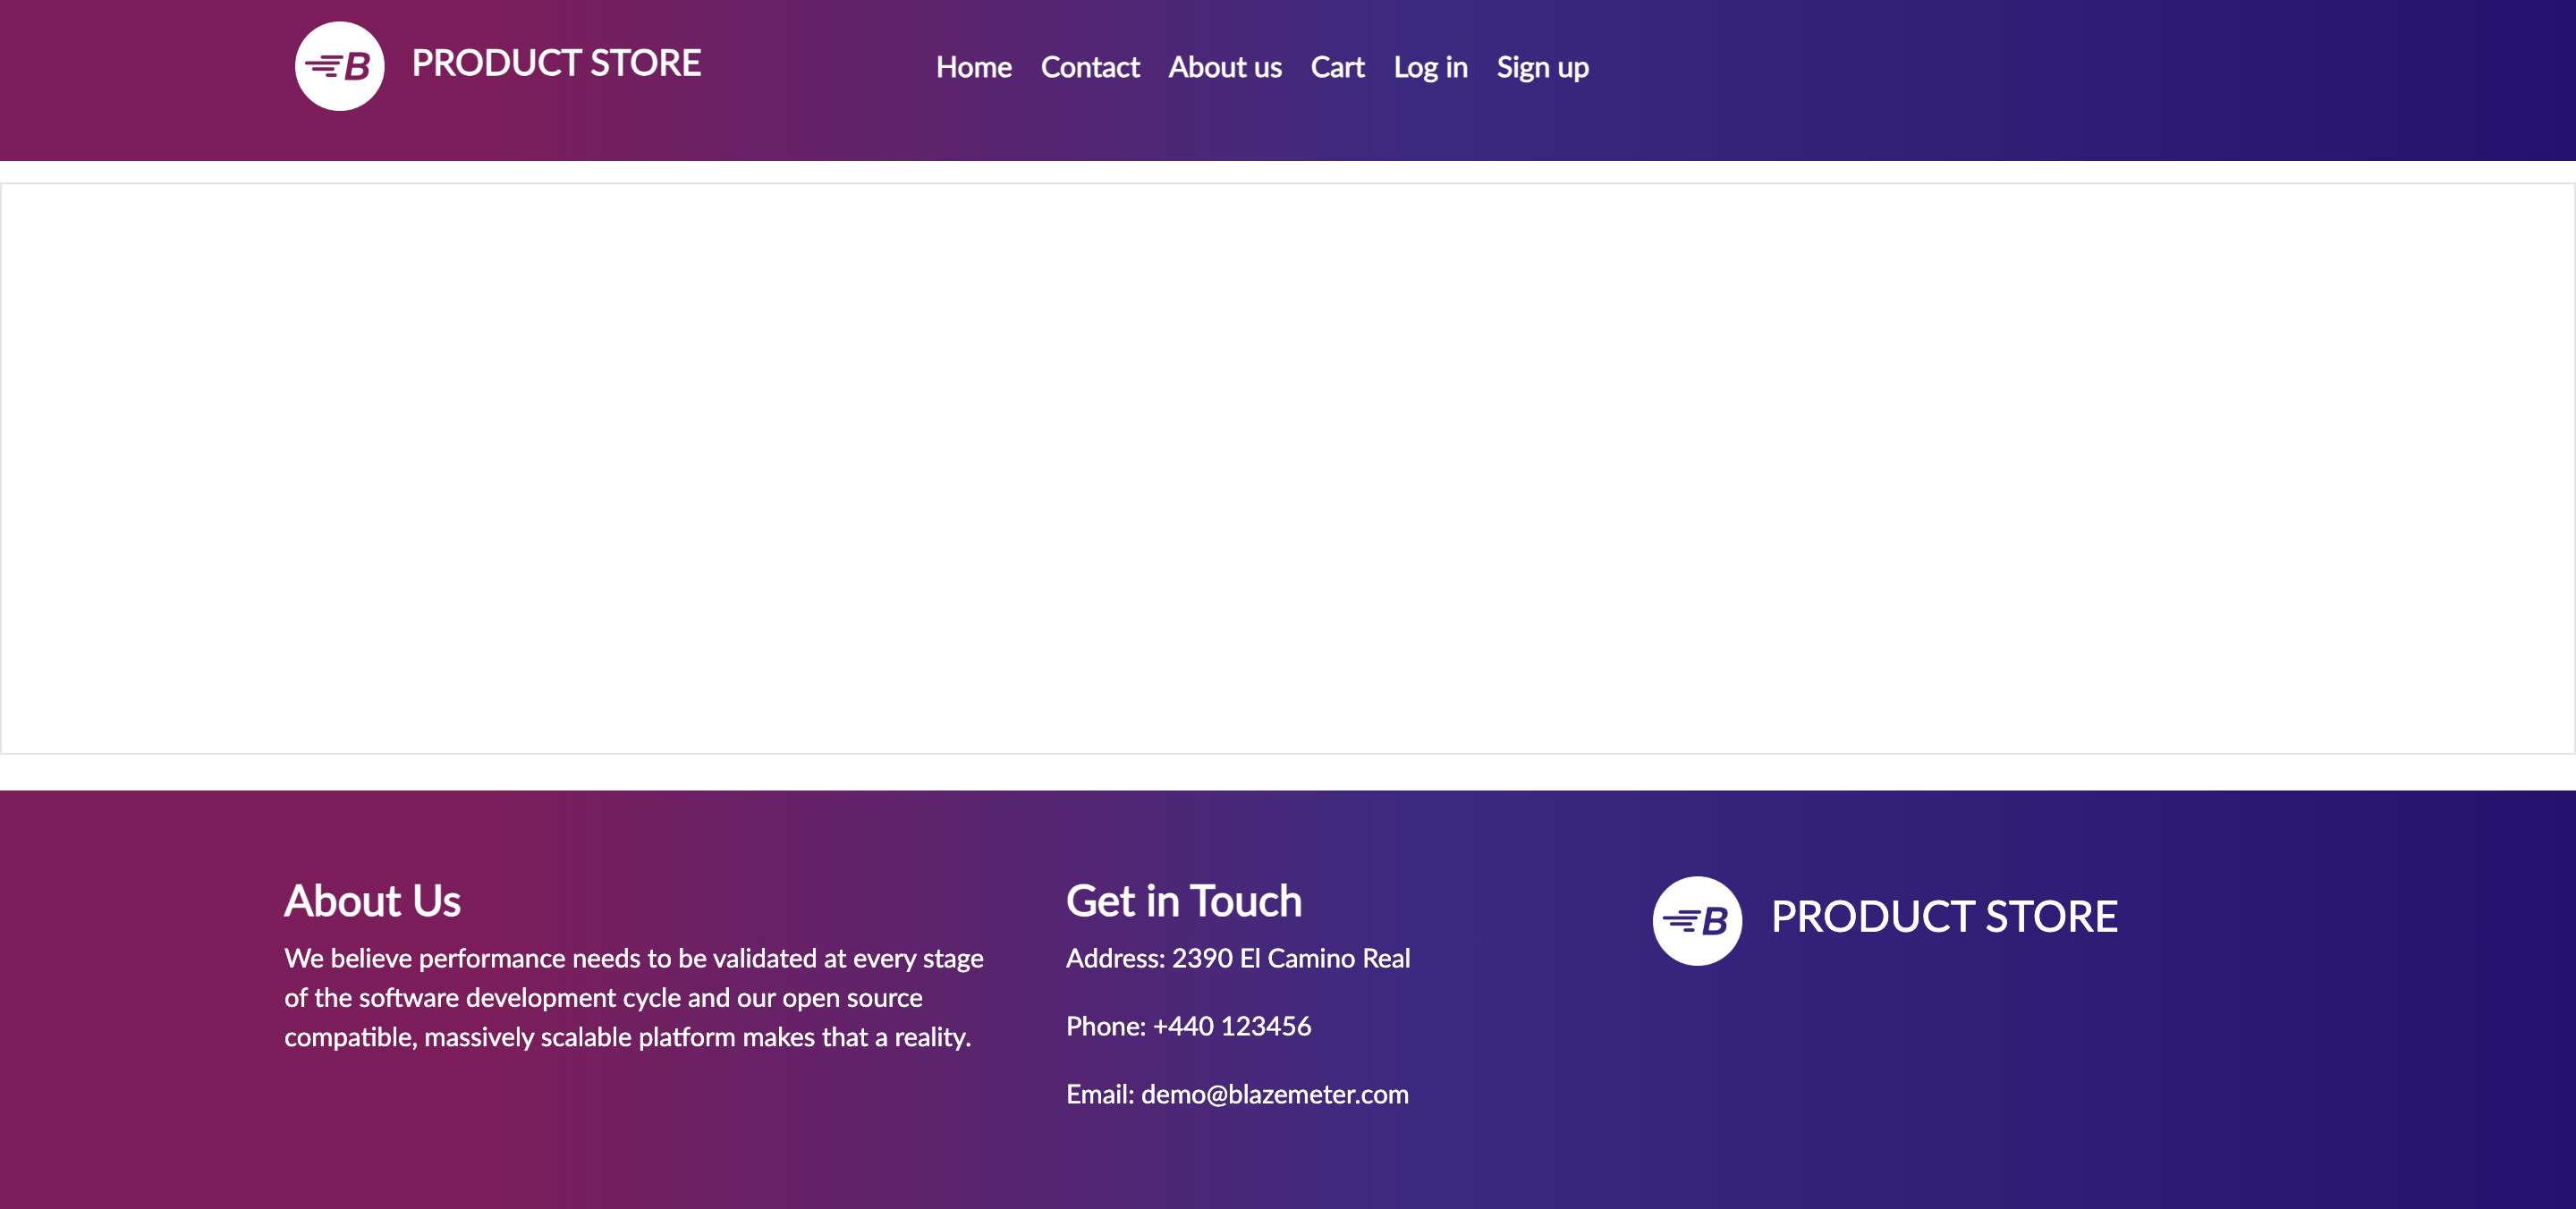 B PRODUCT STORE
Home Contact About us Cart Log in Sign up
About Us
We believe performance needs to be validated at every stage
of the software development cycle and our open source
compatible, massively scalable platform makes that a reality.
Get in Touch
Address: 2390 El Camino Real
Phone: +440 123456
Email: demo@blazemeter.com
B PRODUCT STORE